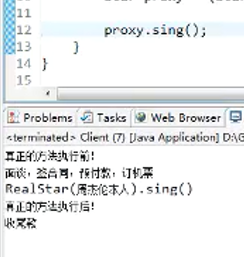 11
12 proxy.sing();
13 }
14 }
15
Problems Tasks Web Browser
<terminated> Client (7) [Java Application] D:\G
真正的方法执行前!
面谈,签合同,预付款,订机票
RealStar(周杰伦本人).sing()
真正的方法执行后!
收尾款